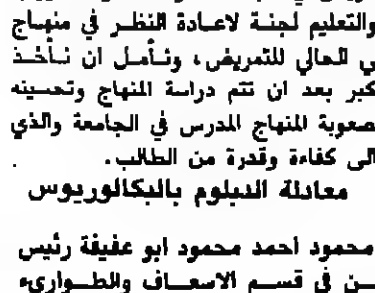 والتعليم لجنة لاعادة النظر في منهاج
ي الحالي للتمريض، ونأمل ان نأخذ
كبر بعد ان تتم دراسة المنهاج وتحسينه
صعوبة المنهاج المدرس في الجامعة والذي
الى كفاءة وقدرة من الطالب.
معادلة الدبلوم بالبكالوريوس
محمود احمد محمود ابو عفيفة رئيس
ـن في قسم الاسعاف والطوارىء